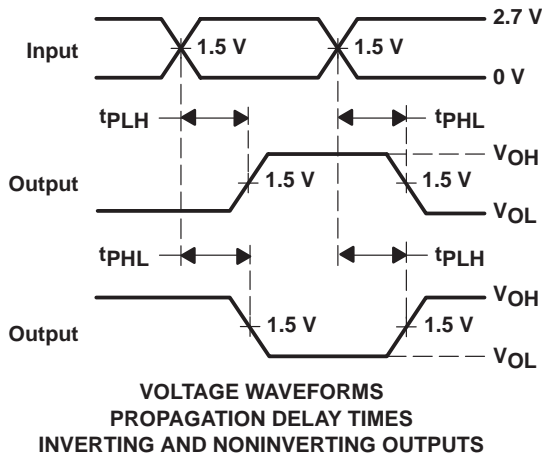 2.7 V
Input
1.5 V
1.5 V
0 V
tPLH
tPHL
VOH
Output
1.5 V
1.5 V
VOL
tPHL
tPLH
VOH
Output
1.5 V
1.5 V
VOL
VOLTAGE WAVEFORMS
PROPAGATION DELAY TIMES
INVERTING AND NONINVERTING OUTPUTS